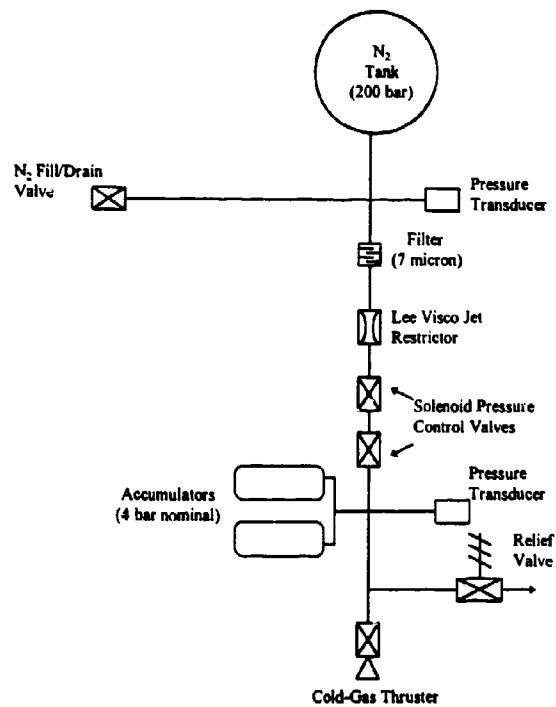 N₂
Tank
(200 bar)
N₂ Fill/Drain
Valve
Pressure
Transducer
Filter
(7 micron)
Lee Visco Jet
Restrictor
Solenoid Pressure
Control Valves
Accumulators
(4 bar nominal)
Pressure
Transducer
Relief
Valve
Cold-Gas Thruster